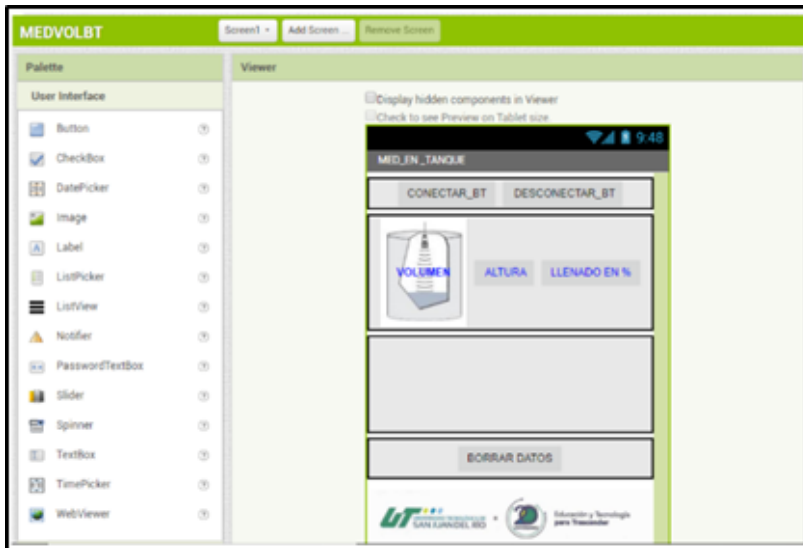 MEDVOLBT
Screen1
Add Screen ...
Remove Screen
Palette
Viewer
User Interface
Button
CheckBox
DatePicker
Image
Label
ListPicker
ListView
Notifier
PasswordTextBox
Slider
Spinner
TextBox
TimePicker
WebViewer
Display hidden components in Viewer
Check to see Preview on Tablet size
9:48
MED_EN_TANQUE
CONECTAR_BT DESCONECTAR_BT
VOLUMEN ALTURA LLENADO EN %
BORRAR DATOS
UT
SAN JUAN DEL RÍO
20
Educación y Tecnología
para Trascender